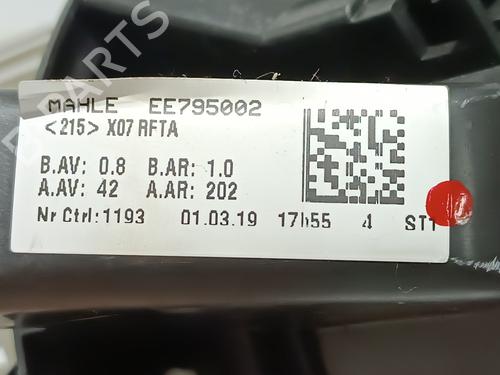 MAHLE EE795002
<215> X07 RFTA
B.AV: 0.8 B.AR: 1.0
A.AV: 42 A.AR: 202
Nr Ctrl:1193 01.03.19 17h55 4 ST1
PARTS